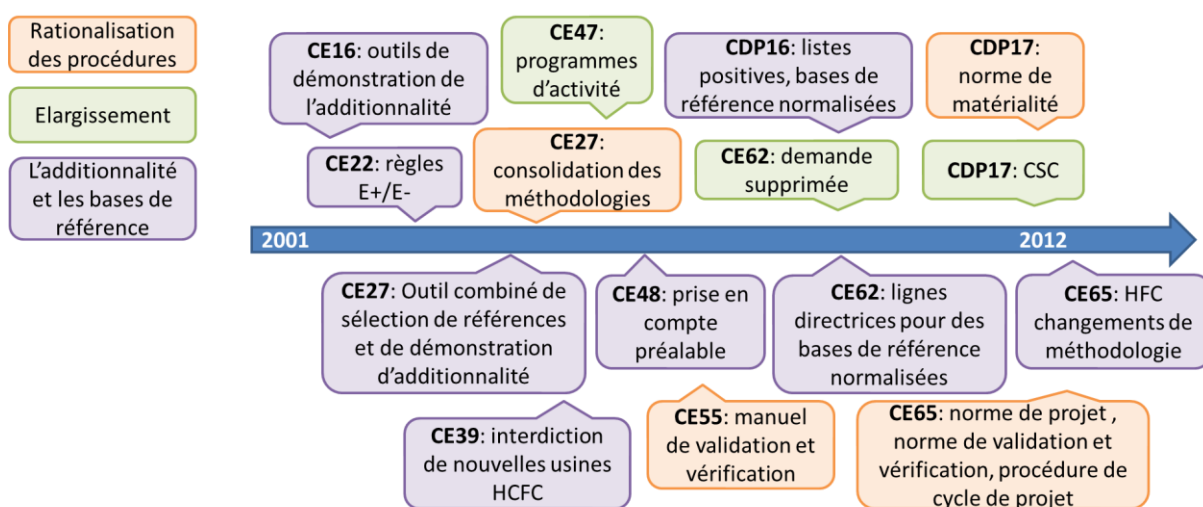 Rationalisation
des procédures
Elargissement
L'additionnalité
et les bases de
référence
CE16: outils de
démonstration de
l'additionnalité
CE47:
programmes
d'activité
CDP16: listes
positives, bases de
référence normalisées
CDP17:
norme de
matérialité
CE22: règles
E+/E-
CE27:
consolidation des
méthodologies
CE62: demande
supprimée
CDP17: CSC
2001
2012
CE27: Outil combiné de
sélection de références
et de démonstration
d'additionnalité
CE48: prise en
compte
préalable
CE62: lignes
directrices pour des
bases de référence
normalisées
CE65: HFC
changements de
méthodologie
CE39: interdiction
de nouvelles usines
HCFC
CE55: manuel
de validation et
vérification
CE65: norme de projet ,
norme de validation et
vérification, procédure de
cycle de projet